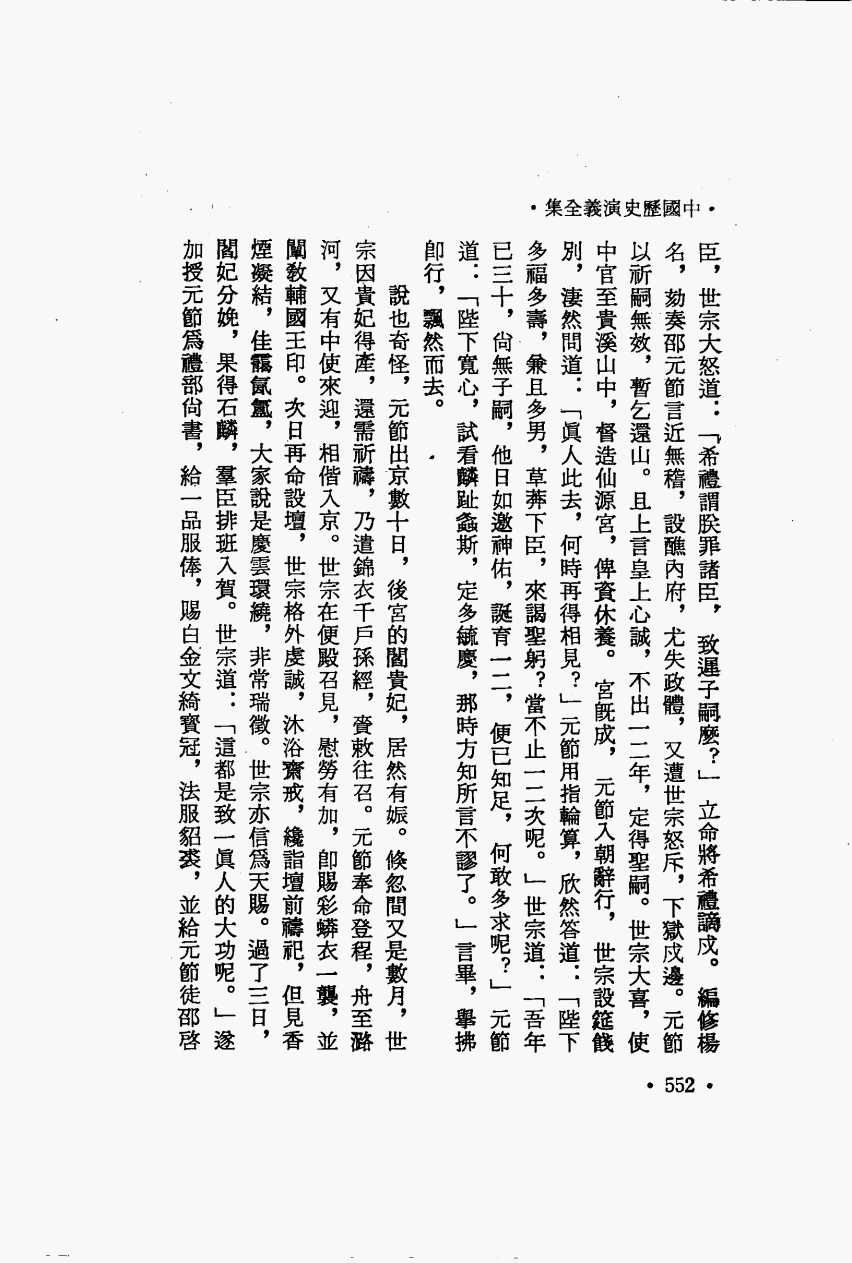 ·中國歷史演義全集·
臣，世宗大怒道：「希禮謂朕罪諸臣，致遲子嗣麼？」立命將希禮謫戍。編修楊
名，劾奏邵元節言近無稽，設醮內府，尤失政體，又遭世宗怒斥，下獄戍邊。元節
以祈嗣無效，暫乞還山。且上言皇上心誠，不出一二年，定得聖嗣。世宗大喜，使
中官至貴溪山中，督造仙源宮，俾資休養。宮旣成，元節入朝辭行，世宗設筵餞
別，淒然問道：「眞人此去，何時再得相見？」元節用指輪算，欣然答道：「陛下
多福多壽，兼且多男，草莽下臣，來謁聖躬？當不止一二次呢。」世宗道：「吾年
已三十，尙無子嗣，他日如邀神佑，誕育一二，便已知足，何敢多求呢？」元節
道：「陛下寬心，試看麟趾螽斯，定多毓慶，那時方知所言不謬了。」言畢，擧拂
卽行，飄然而去。
說也奇怪，元節出京數十日，後宮的閻貴妃，居然有娠。倏忽間又是數月，世
宗因貴妃得產，還需祈禱，乃遣錦衣千戶孫經，賫敕往召。元節奉命登程，舟至潞
河，又有中使來迎，相偕入京。世宗在便殿召見，慰勞有加，卽賜彩蟒衣一襲，並
闡敎輔國王印。次日再命設壇，世宗格外虔誠，沐浴齋戒，纔詣壇前禱祀，但見香
煙凝結，佳靄氤氳，大家說是慶雲環繞，非常瑞徵。世宗亦信爲天賜。過了三日，
閻妃分娩，果得石麟，羣臣排班入賀。世宗道：「這都是致一眞人的大功呢。」遂
加授元節爲禮部尙書，給一品服俸，賜白金文綺寶冠，法服貂裘，並給元節徒邵啓
·552·